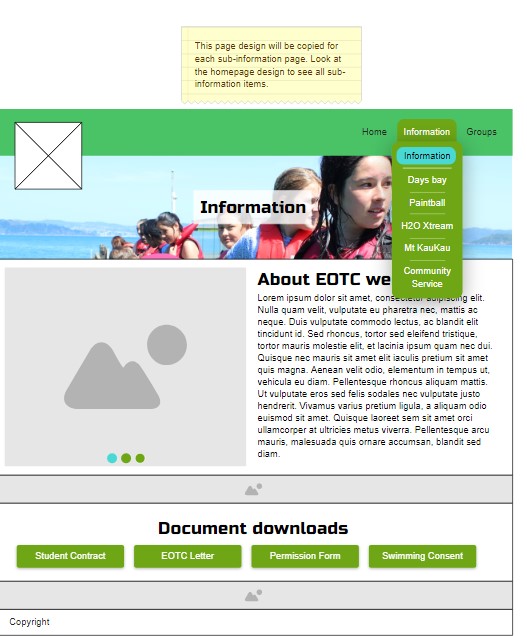 This page design will be copied for
each sub-information page. Look at
the homepage design to see all sub-
information items.
Home
Information
Groups
Information
Days bay
Paintball
H2O Xtream
Mt KauKau
Community
Service
Information
About EOTC we
Lorem ipsum dolor sit amet, consectetur adipiscing elit.
Nulla quam velit, vulputate eu pharetra nec, mattis ac
neque. Duis vulputate commodo lectus, ac blandit elit
tincidunt id. Sed rhoncus, tortor sed eleifend tristique,
tortor mauris molestie elit, et lacinia ipsum quam nec dui.
Quisque nec mauris sit amet elit iaculis pretium sit amet
quis magna. Aenean velit odio, elementum in tempus ut,
vehicula eu diam. Pellentesque rhoncus aliquam mattis.
Ut vulputate eros sed felis sodales nec vulputate justo
hendrerit. Vivamus varius pretium ligula, a aliquam odio
euismod sit amet. Quisque laoreet sem sit amet orci
ullamcorper at ultricies metus viverra. Pellentesque arcu
mauris, malesuada quis ornare accumsan, blandit sed
diam.
Document downloads
Student Contract
EOTC Letter
Permission Form
Swimming Consent
Copyright